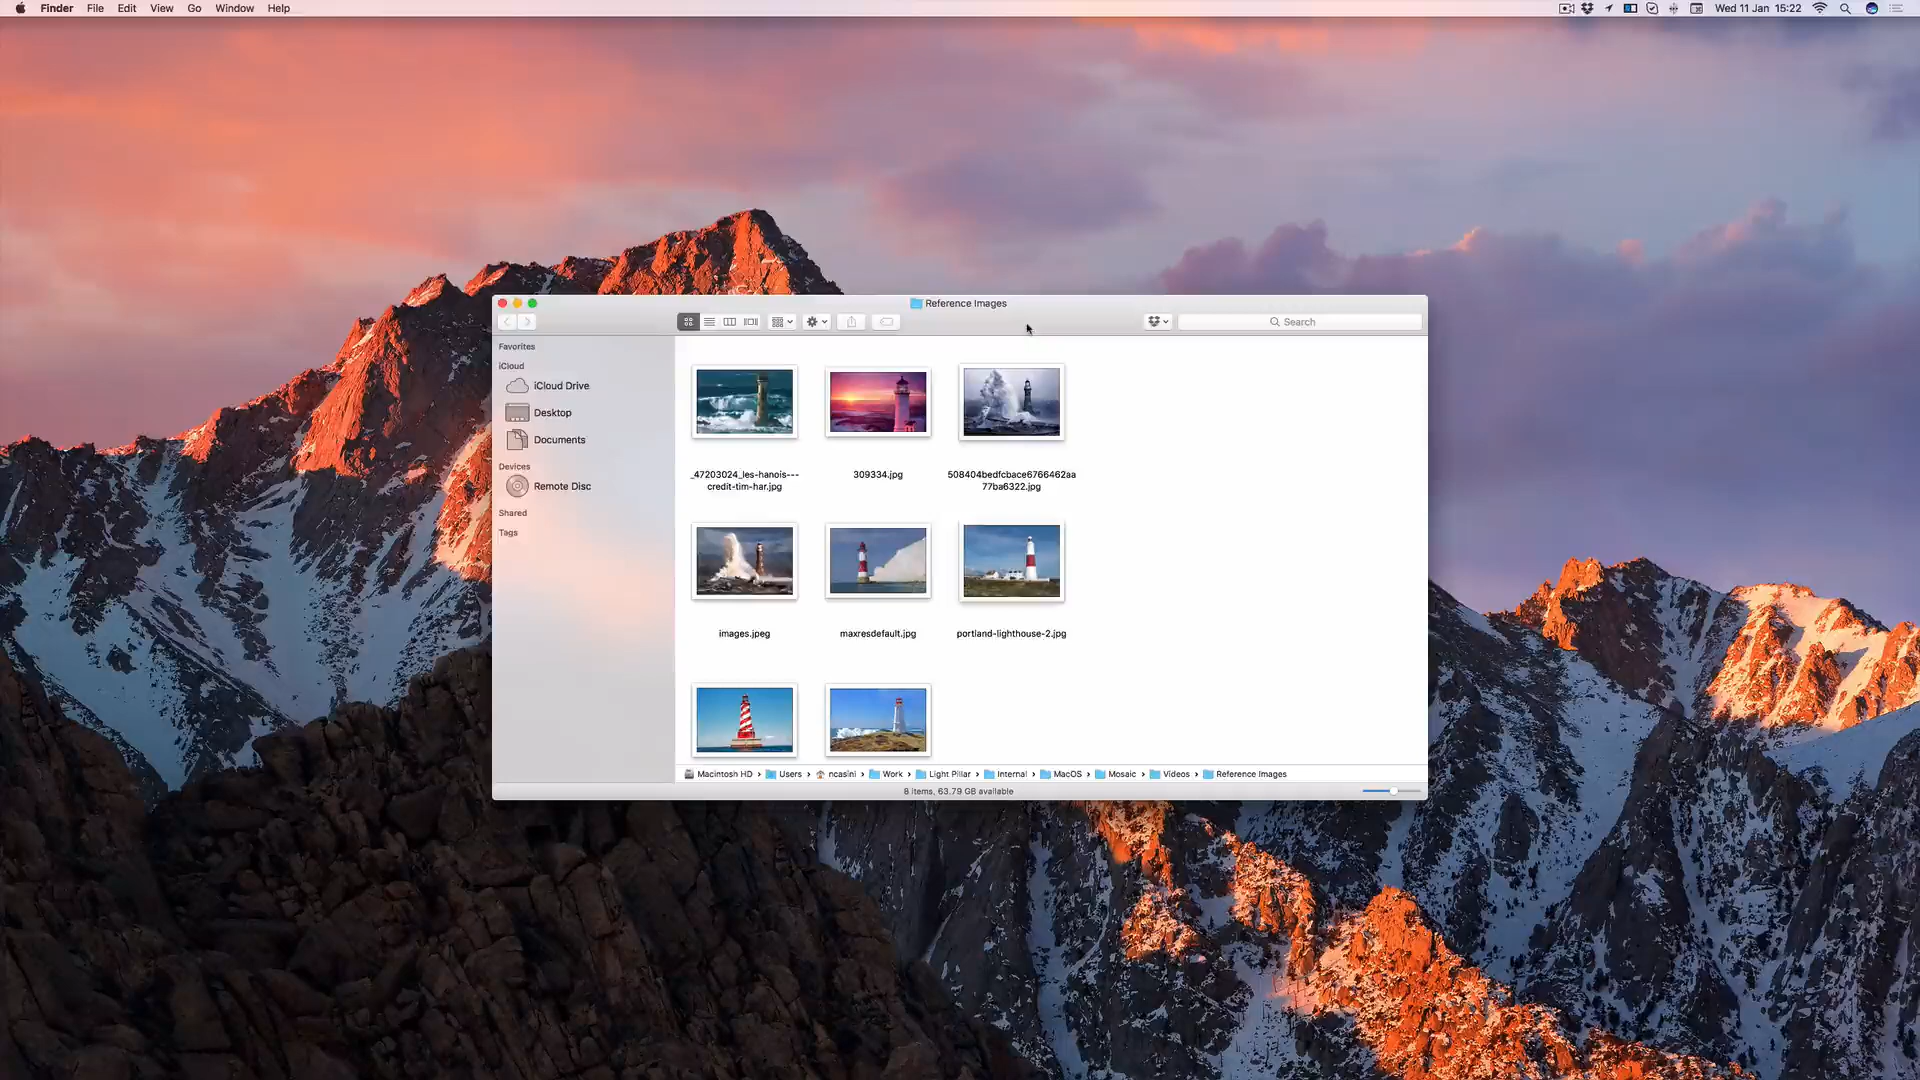 Finder File Edit View Go Window Help
Wed 11 Jan 15:22
Reference Images
Search
Favorites
iCloud
iCloud Drive
Desktop
Documents
Devices
Remote Disc
Shared
Tags
_47203024_les-hanois---
credit-tim-har.jpg
309334.jpg
508404bedfcbace6766462aa
77ba6322.jpg
images.jpeg
maxresdefault.jpg
portland-lighthouse-2.jpg
Macintosh HD › Users › ncasini › Work › Light Pillar › Internal › MacOS › Mosaic › Videos › Reference Images
8 items, 63.79 GB available